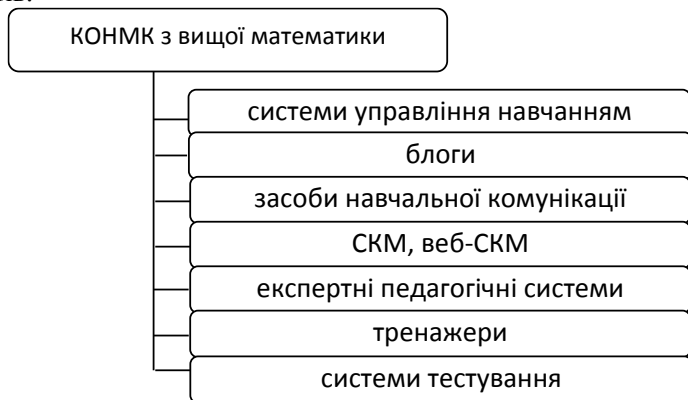 КОНМК з вищої математики
системи управління навчанням
блоги
засоби навчальної комунікації
СКМ, веб-СКМ
експертні педагогічні системи
тренажери
системи тестування